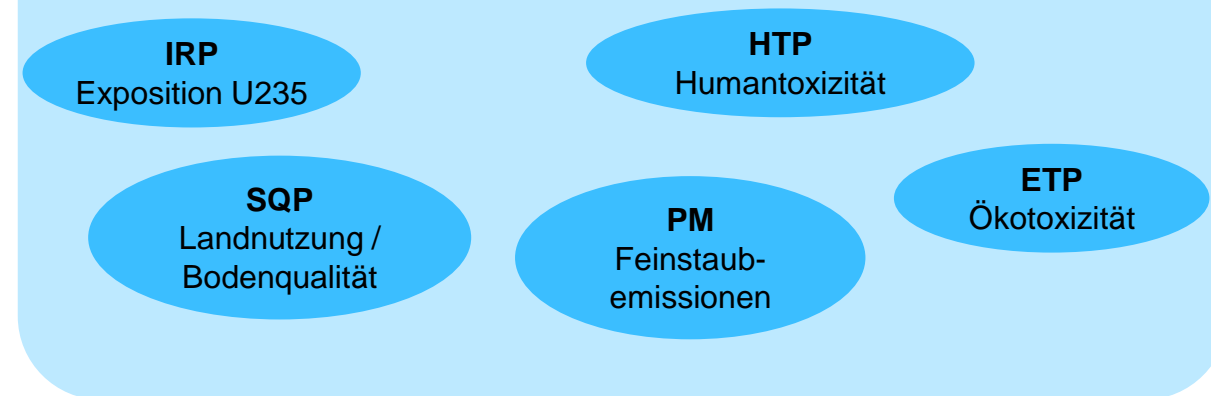 IRP
Exposition U235
HTP
Humantoxizität
SQP
Landnutzung /
Bodenqualität
PM
Feinstaub-
emissionen
ETP
Ökotoxizität